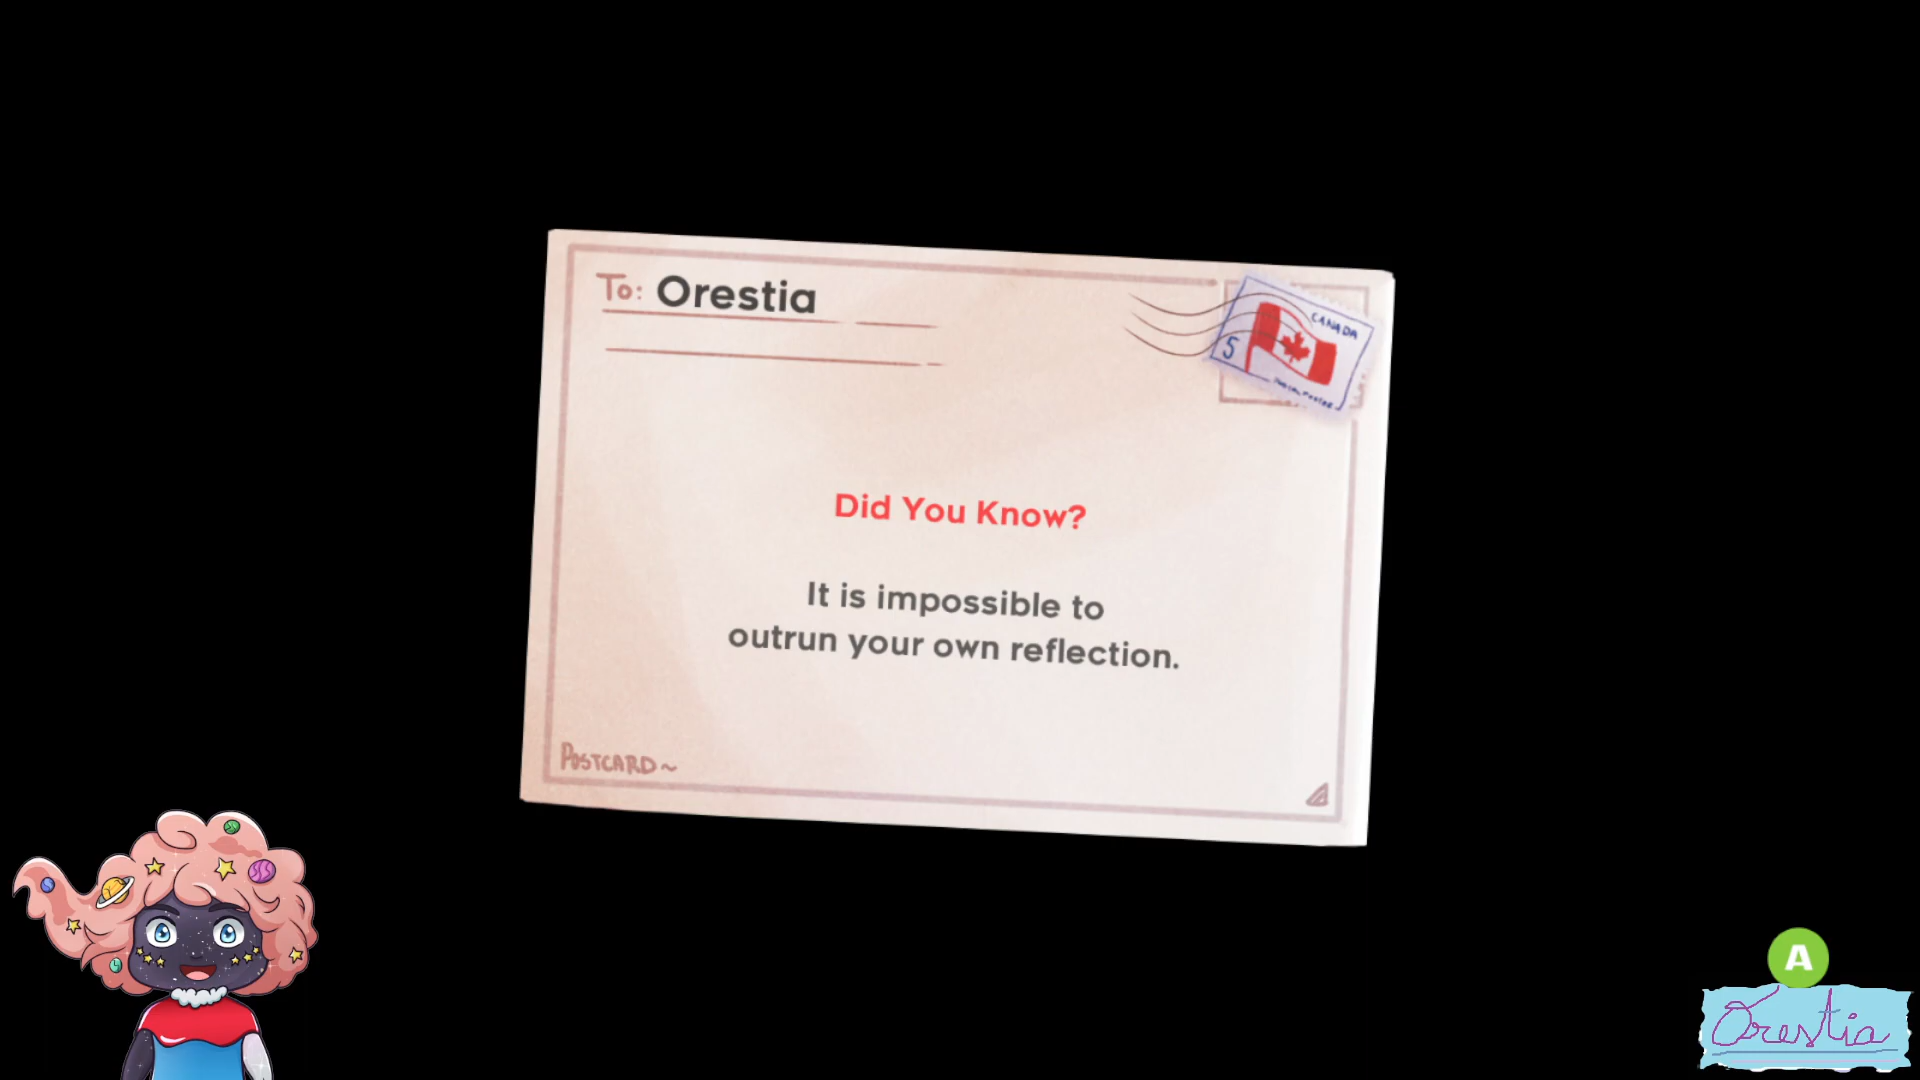 To: Orestia
CANADA
5
Did You Know?
It is impossible to
outrun your own reflection.
POSTCARD~
A
Orestia